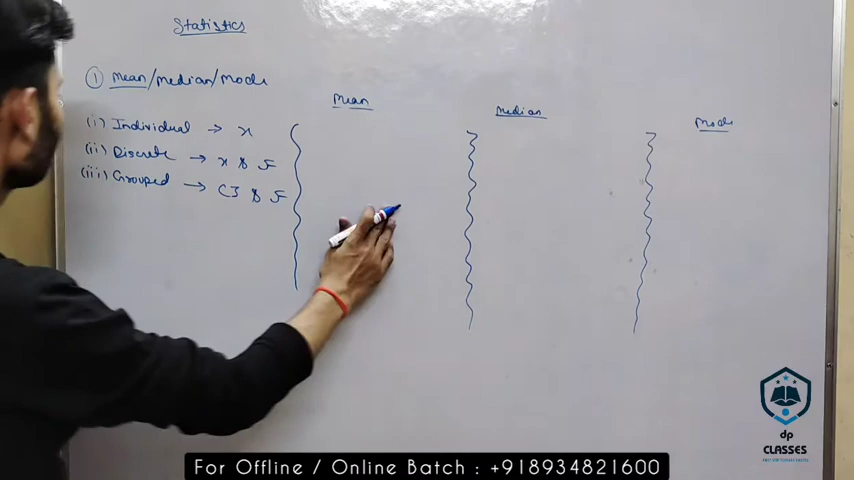 Statistics
① Mean/Median/Mode
(i) Individual → x
(ii) Discrete → x & F
(iii) Grouped → CI & F
Mean
Median
Mode
dp
CLASSES
For Offline / Online Batch : +918934821600